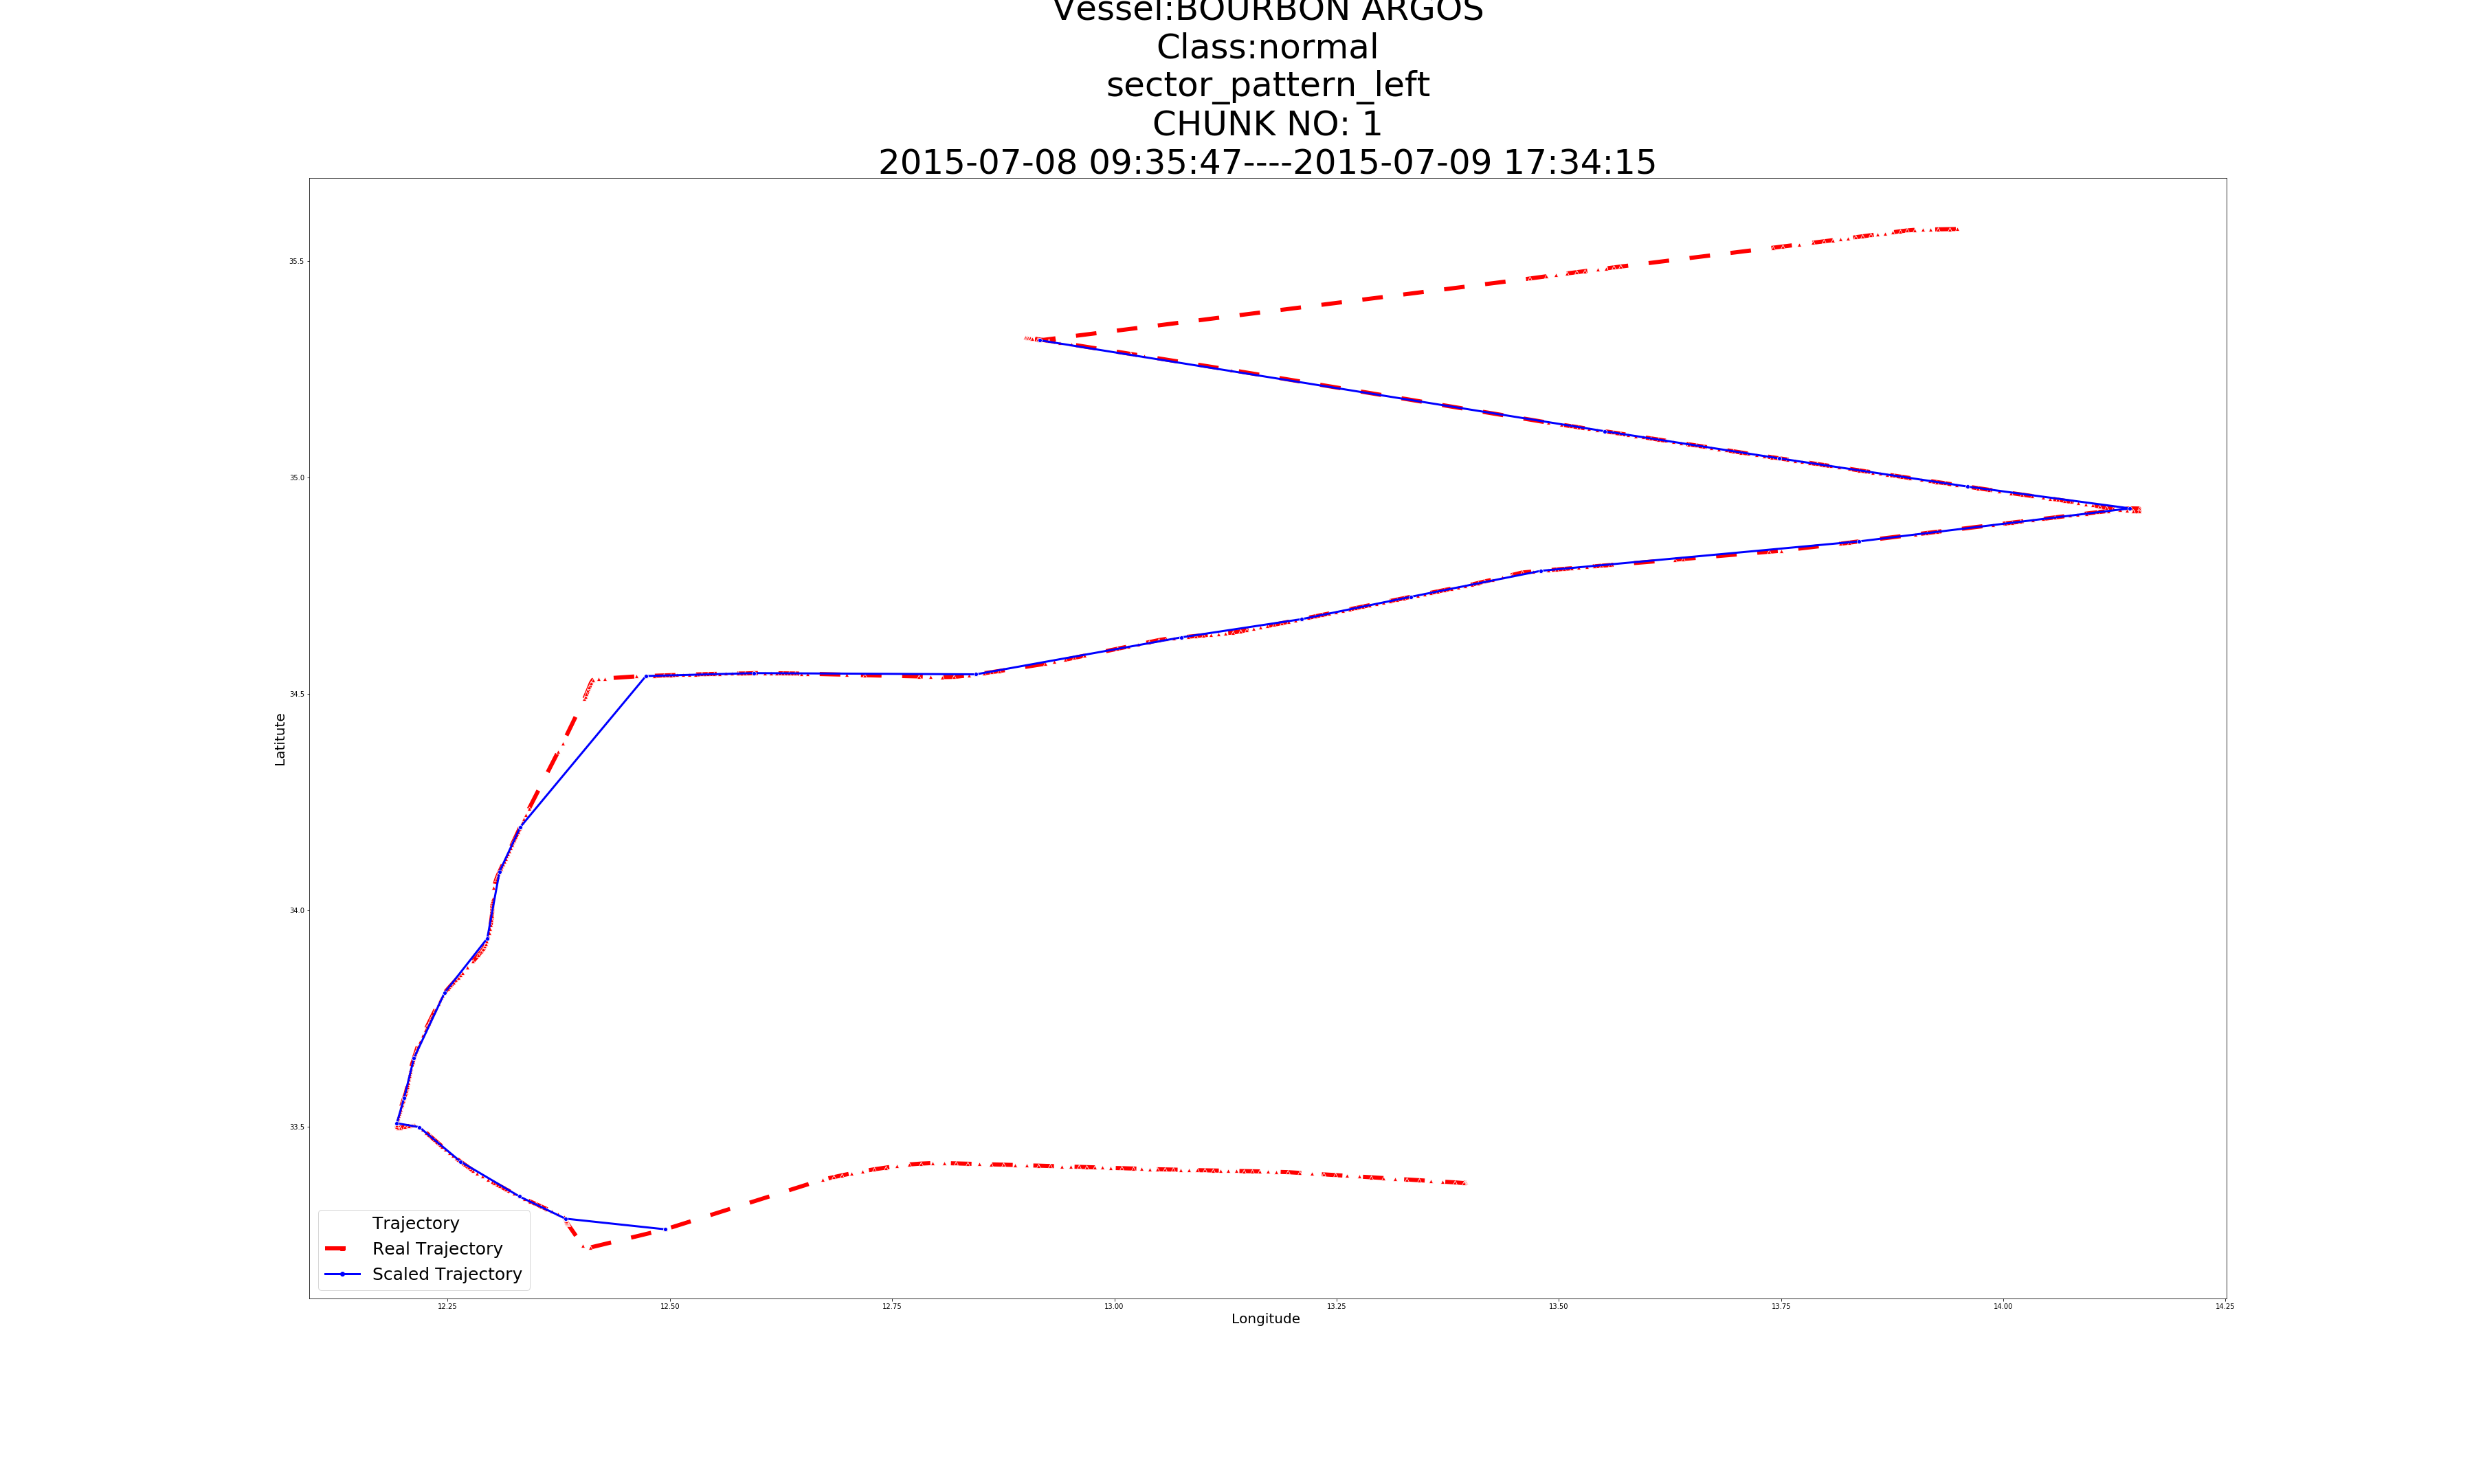 Vessel:BOURBON ARGOS
Class:normal
sector_pattern_left
CHUNK NO: 1
2015-07-08 09:35:47----2015-07-09 17:34:15
35.5
35.0
34.5
34.0
33.5
Latitute
Trajectory
Real Trajectory
Scaled Trajectory
12.25 12.50 12.75 13.00 13.25 13.50 13.75 14.00 14.25
Longitude